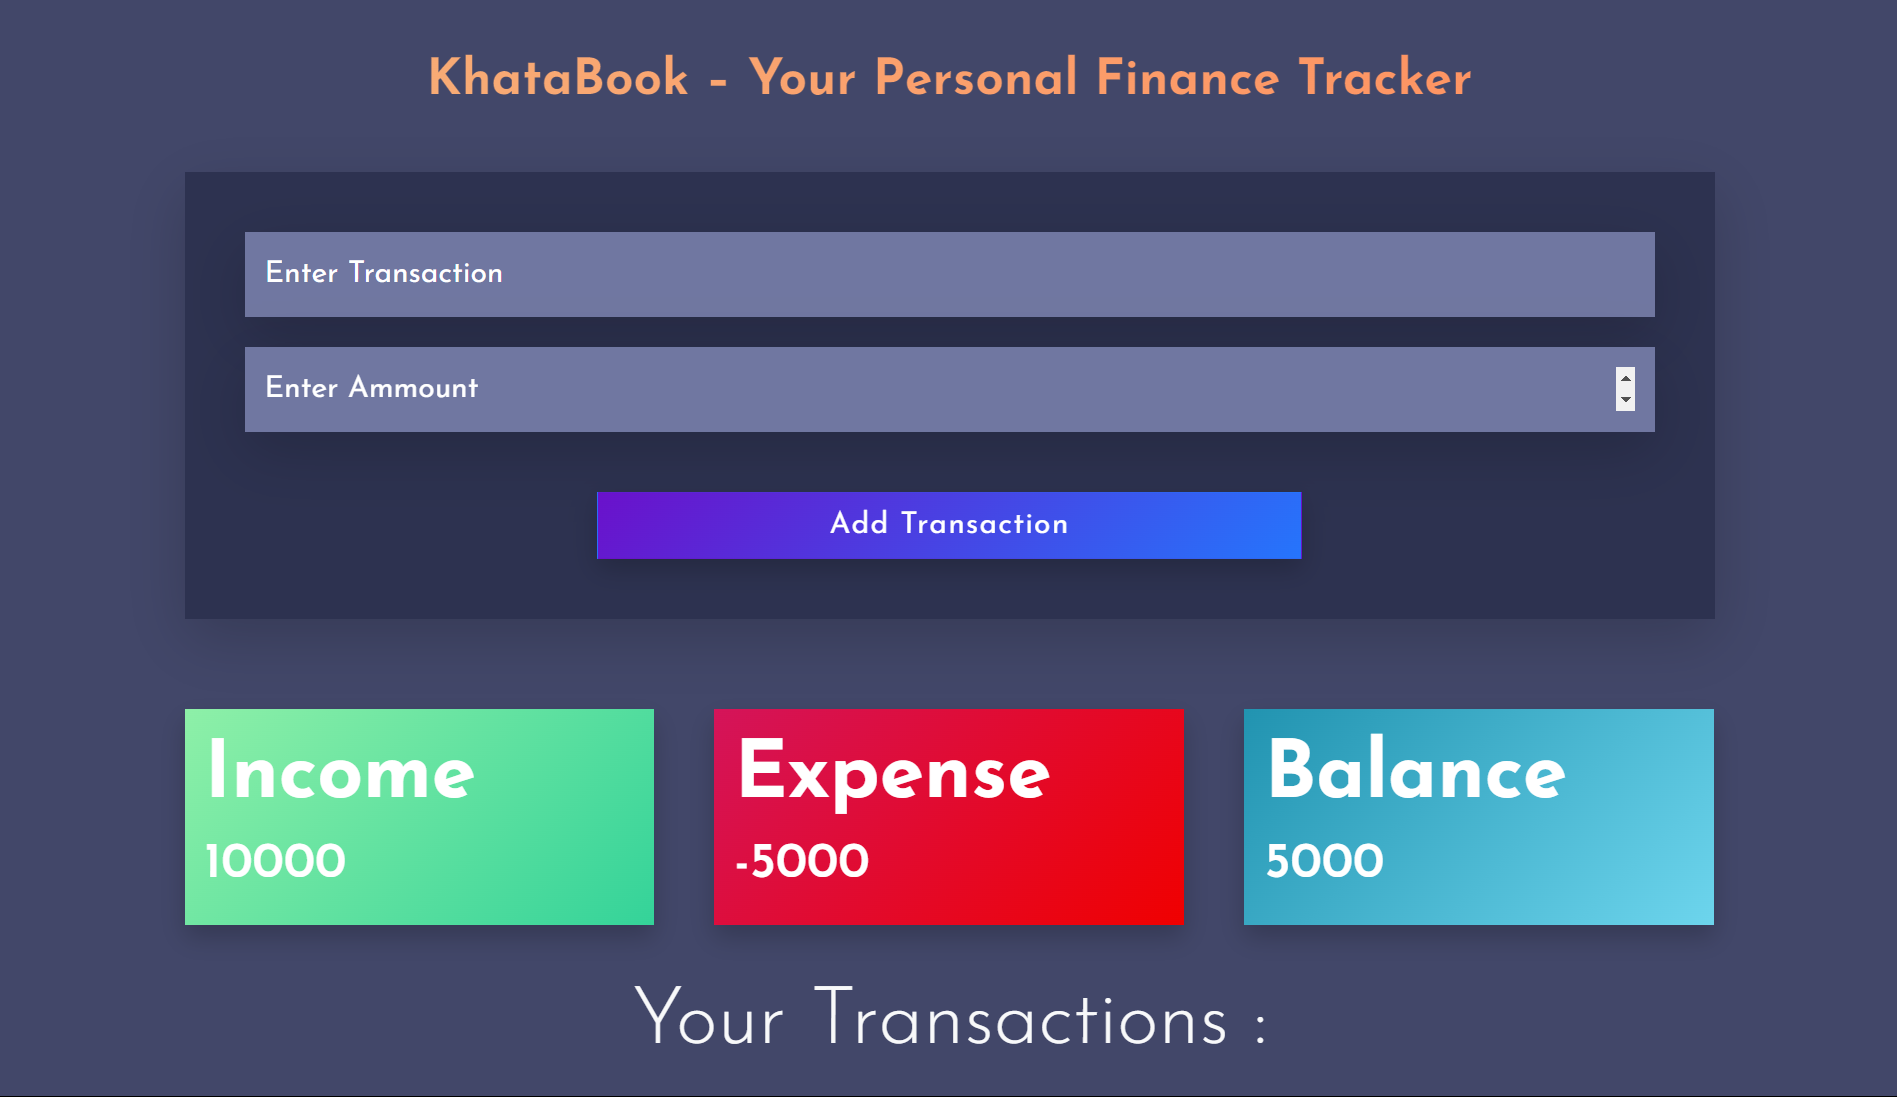 KhataBook – Your Personal Finance Tracker
Enter Transaction
Enter Ammount
Add Transaction
Income
10000
Expense
-5000
Balance
5000
Your Transactions :